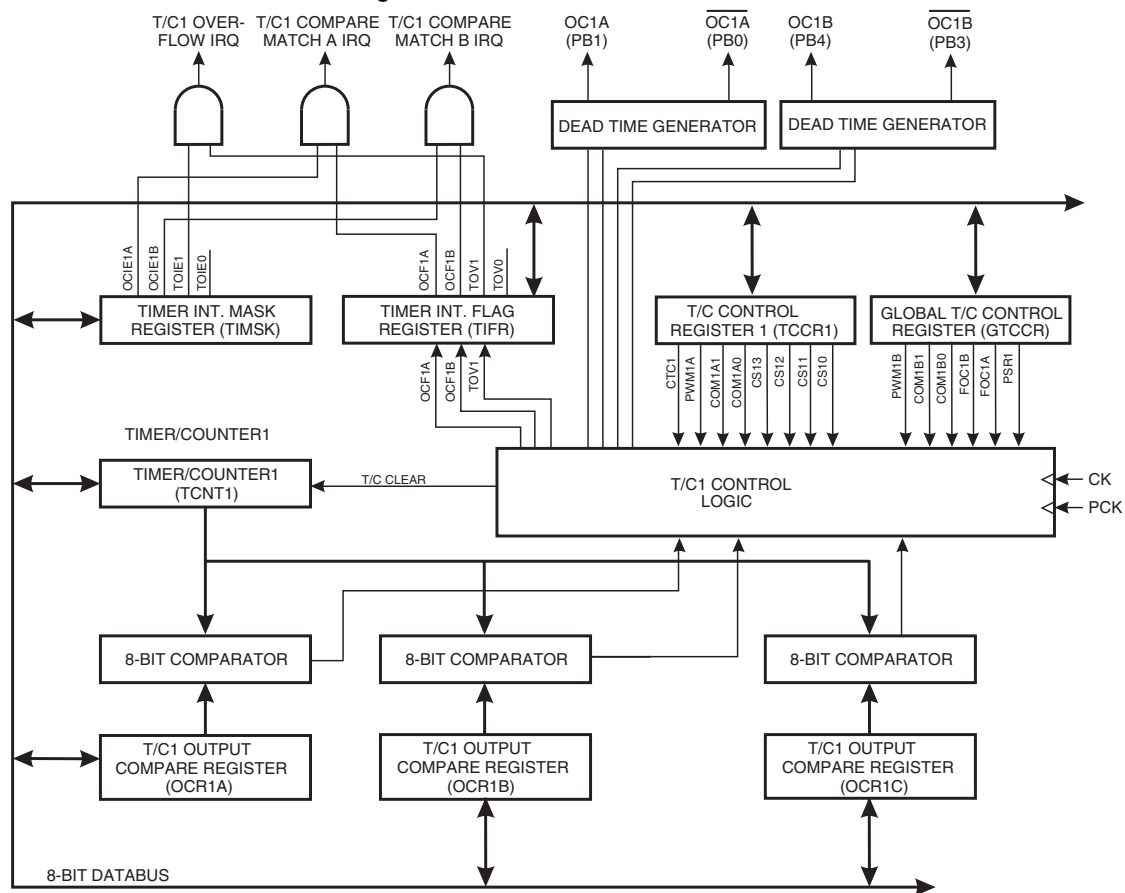 T/C1 OVER-
FLOW IRQ
T/C1 COMPARE
MATCH A IRQ
T/C1 COMPARE
MATCH B IRQ
OC1A
(PB1)
OC1A
(PB0)
OC1B
(PB4)
OC1B
(PB3)
DEAD TIME GENERATOR
DEAD TIME GENERATOR
OCIE1A
OCIE1B
TOIE1
TOIE0
OCF1A
OCF1B
TOV1
TOV0
TIMER INT. MASK
REGISTER (TIMSK)
TIMER INT. FLAG
REGISTER (TIFR)
T/C CONTROL
REGISTER 1 (TCCR1)
GLOBAL T/C CONTROL
REGISTER (GTCCR)
OCF1A
OCF1B
TOV1
CTC1
PWM1A
COM1A1
COM1A0
CS13
CS12
CS11
CS10
PWM1B
COM1B1
COM1B0
FOC1B
FOC1A
PSR1
TIMER/COUNTER1
TIMER/COUNTER1
(TCNT1)
T/C CLEAR
T/C1 CONTROL
LOGIC
CK
PCK
8-BIT COMPARATOR
8-BIT COMPARATOR
8-BIT COMPARATOR
T/C1 OUTPUT
COMPARE REGISTER
(OCR1A)
T/C1 OUTPUT
COMPARE REGISTER
(OCR1B)
T/C1 OUTPUT
COMPARE REGISTER
(OCR1C)
8-BIT DATABUS